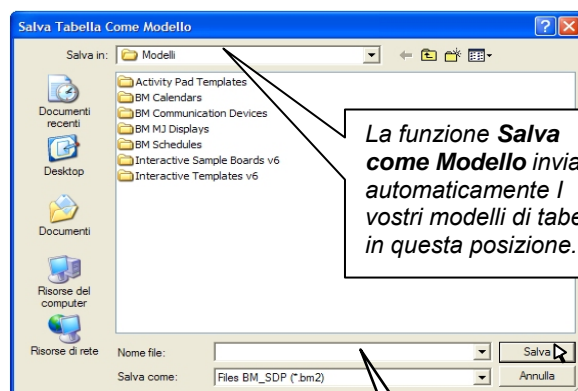 Salva Tabella Come Modello
Salva in: Modelli
Activity Pad Templates
BM Calendars
BM Communication Devices
BM MJ Displays
BM Schedules
Interactive Sample Boards v6
Interactive Templates v6
Documenti recenti
Desktop
Documenti
Risorse del computer
Risorse di rete
La funzione Salva
come Modello invia
automaticamente I
vostri modelli di tabe
in questa posizione.
Nome file:
Salva
Salva come: Files BM_SDP (*.bm2)
Annulla